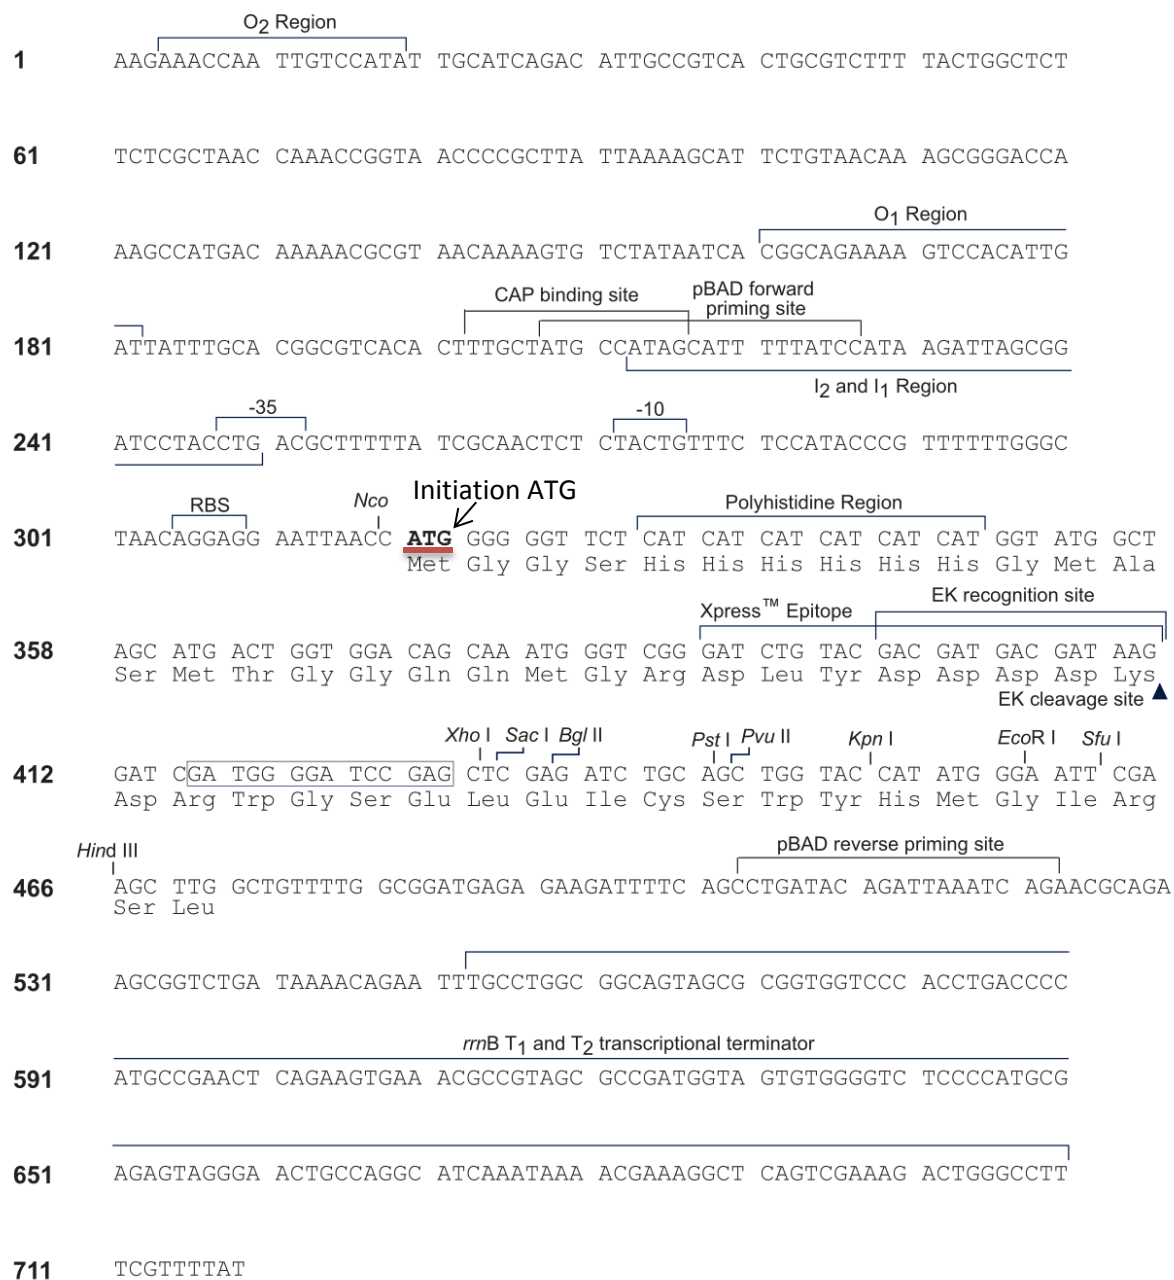 O2 Region
1 AAGAAACCAA TTGTCCATAT TGCATCAGAC ATTGCCGTCA CTGCGTCTTT TACTGGCTCT
61 TCTCGCTAAC CAAACCGGTA ACCCCGCTTA TTAAAAGCAT TCTGTAACAA AGCGGGACCA
O1 Region
121 AAGCCATGAC AAAAACGCGT AACAAAAGTG TCTATAATCA CGGCAGAAAA GTCCACATTG
CAP binding site pBAD forward
priming site
181 ATTATTTGCA CGGCGTCACA CTTTGCTATG CCATAGCATT TTTATCCATA AGATTAGCGG
I2 and I1 Region
-35 -10
241 ATCCTACCTG ACGCTTTTTA TCGCAACTCT CTACTGTTTC TCCATACCCG TTTTTTGGGC
Initiation ATG
RBS Nco Polyhistidine Region
301 TAACAGGAGG AATTAACC ATG GGG GGT TCT CAT CAT CAT CAT CAT CAT GGT ATG GCT
Met Gly Gly Ser His His His His His His Gly Met Ala
EK recognition site
Xpress™ Epitope
358 AGC ATG ACT GGT GGA CAG CAA ATG GGT CGG GAT CTG TAC GAC GAT GAC GAT AAG
Ser Met Thr Gly Gly Gln Gln Met Gly Arg Asp Leu Tyr Asp Asp Asp Asp Lys
EK cleavage site
Xho I Sac I Bgl II Pst I Pvu II Kpn I EcoR I Sfu I
412 GAT CGA TGG GGA TCC GAG CTC GAG ATC TGC AGC TGG TAC CAT ATG GGA ATT CGA
Asp Arg Trp Gly Ser Glu Leu Glu Ile Cys Ser Trp Tyr His Met Gly Ile Arg
Hind III pBAD reverse priming site
466 AGC TTG GCTGTTTTG GCGGATGAGA GAAGATTTTC AGCCTGATAC AGATTAAATC AGAACGCAGA
Ser Leu
531 AGCGGTCTGA TAAAACAGAA TTTGCCTGGC GGCAGTAGCG CGGTGGTCCC ACCTGACCCC
rrnB T1 and T2 transcriptional terminator
591 ATGCCGAACT CAGAAGTGAA ACGCCGTAGC GCCGATGGTA GTGTGGGGTC TCCCCATGCG
651 AGAGTAGGGA ACTGCCAGGC ATCAAATAAA ACGAAAGGCT CAGTCGAAAG ACTGGGCCTT
711 TCGTTTTAT